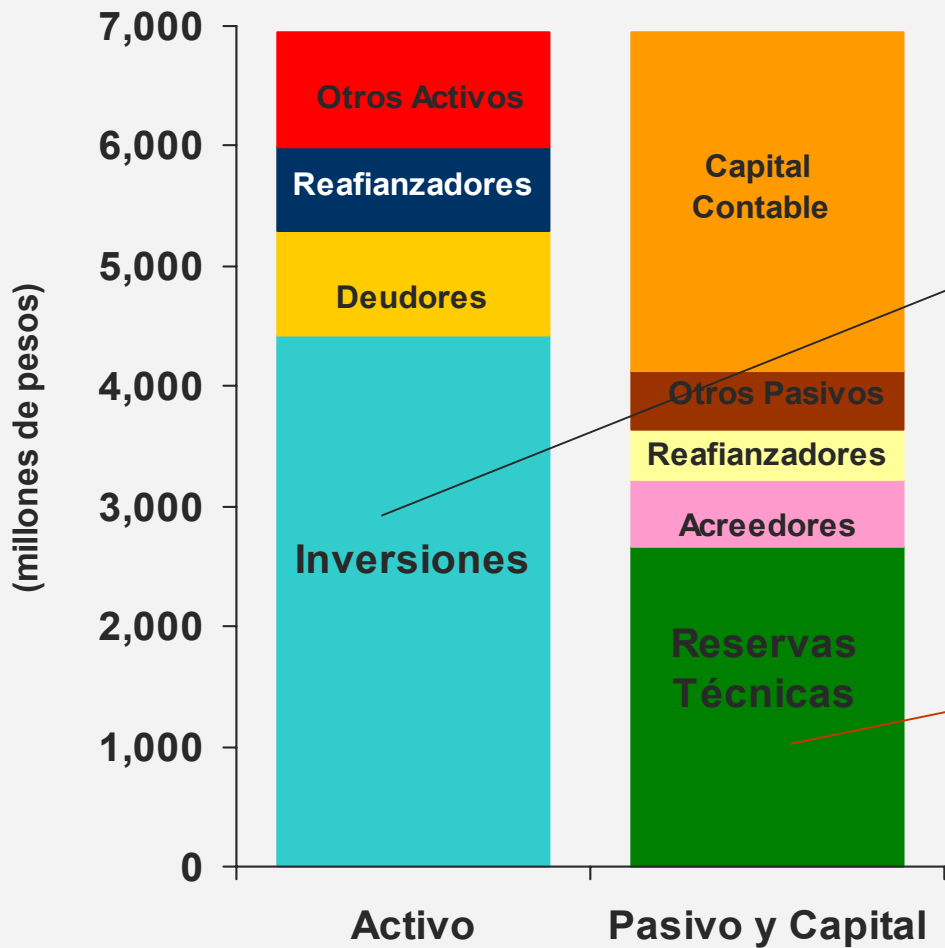 (millones de pesos)
7,000
6,000
5,000
4,000
3,000
2,000
1,000
0
Otros Activos
Reafianzadores
Deudores
Inversiones
Capital
Contable
Otros Pasivos
Reafianzadores
Acreedores
Reservas
Técnicas
Activo
Pasivo y Capital